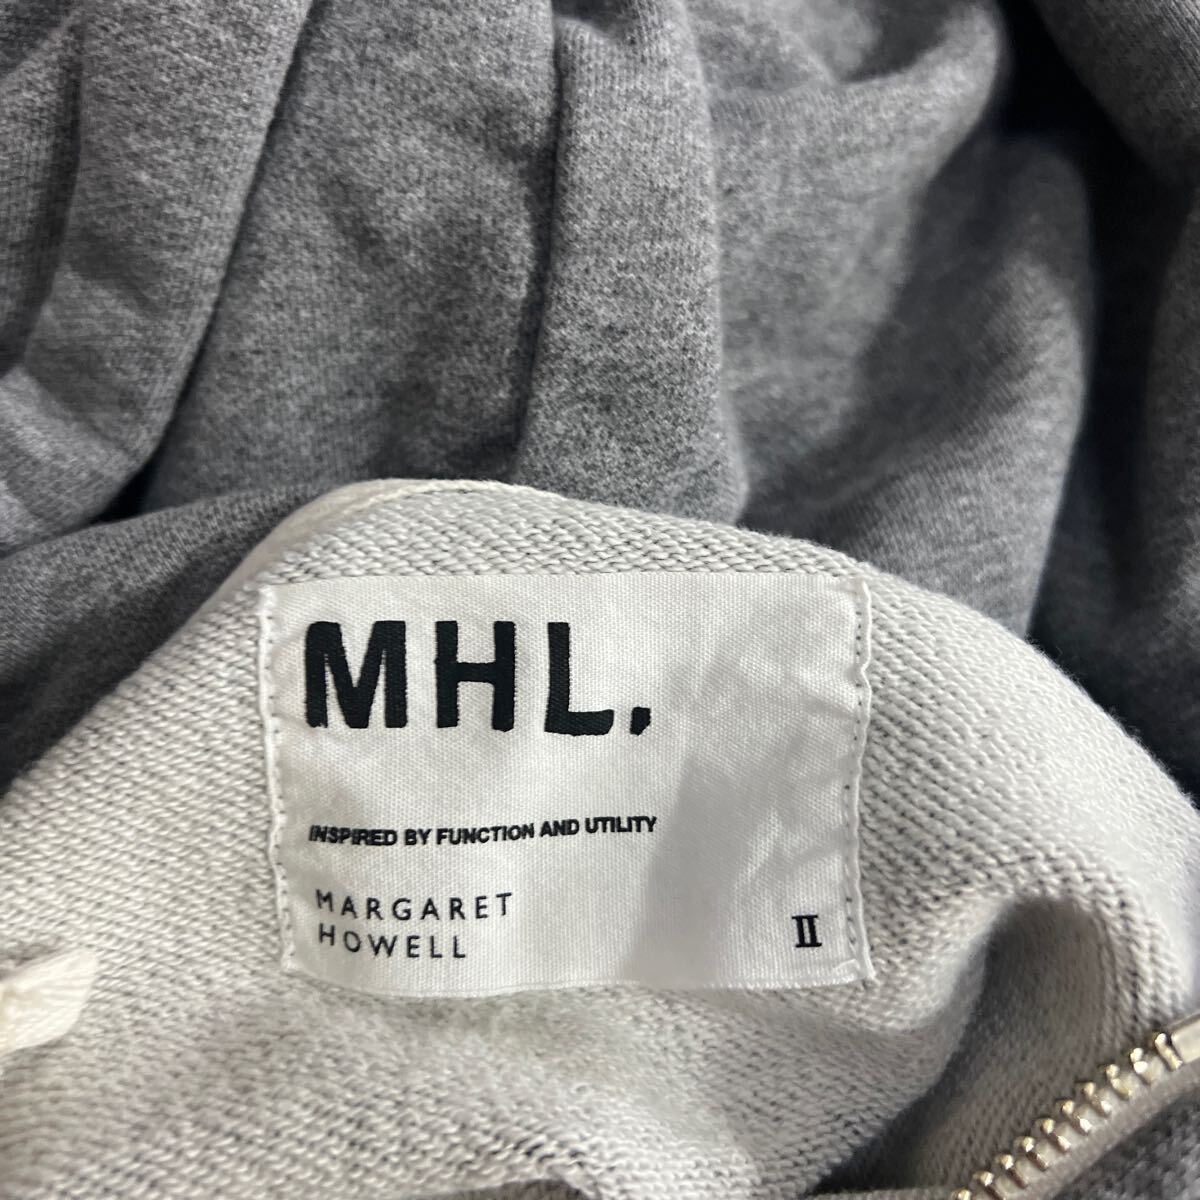 MHL.
INSPIRED BY FUNCTION AND UTILITY
MARGARET
HOWELL
II